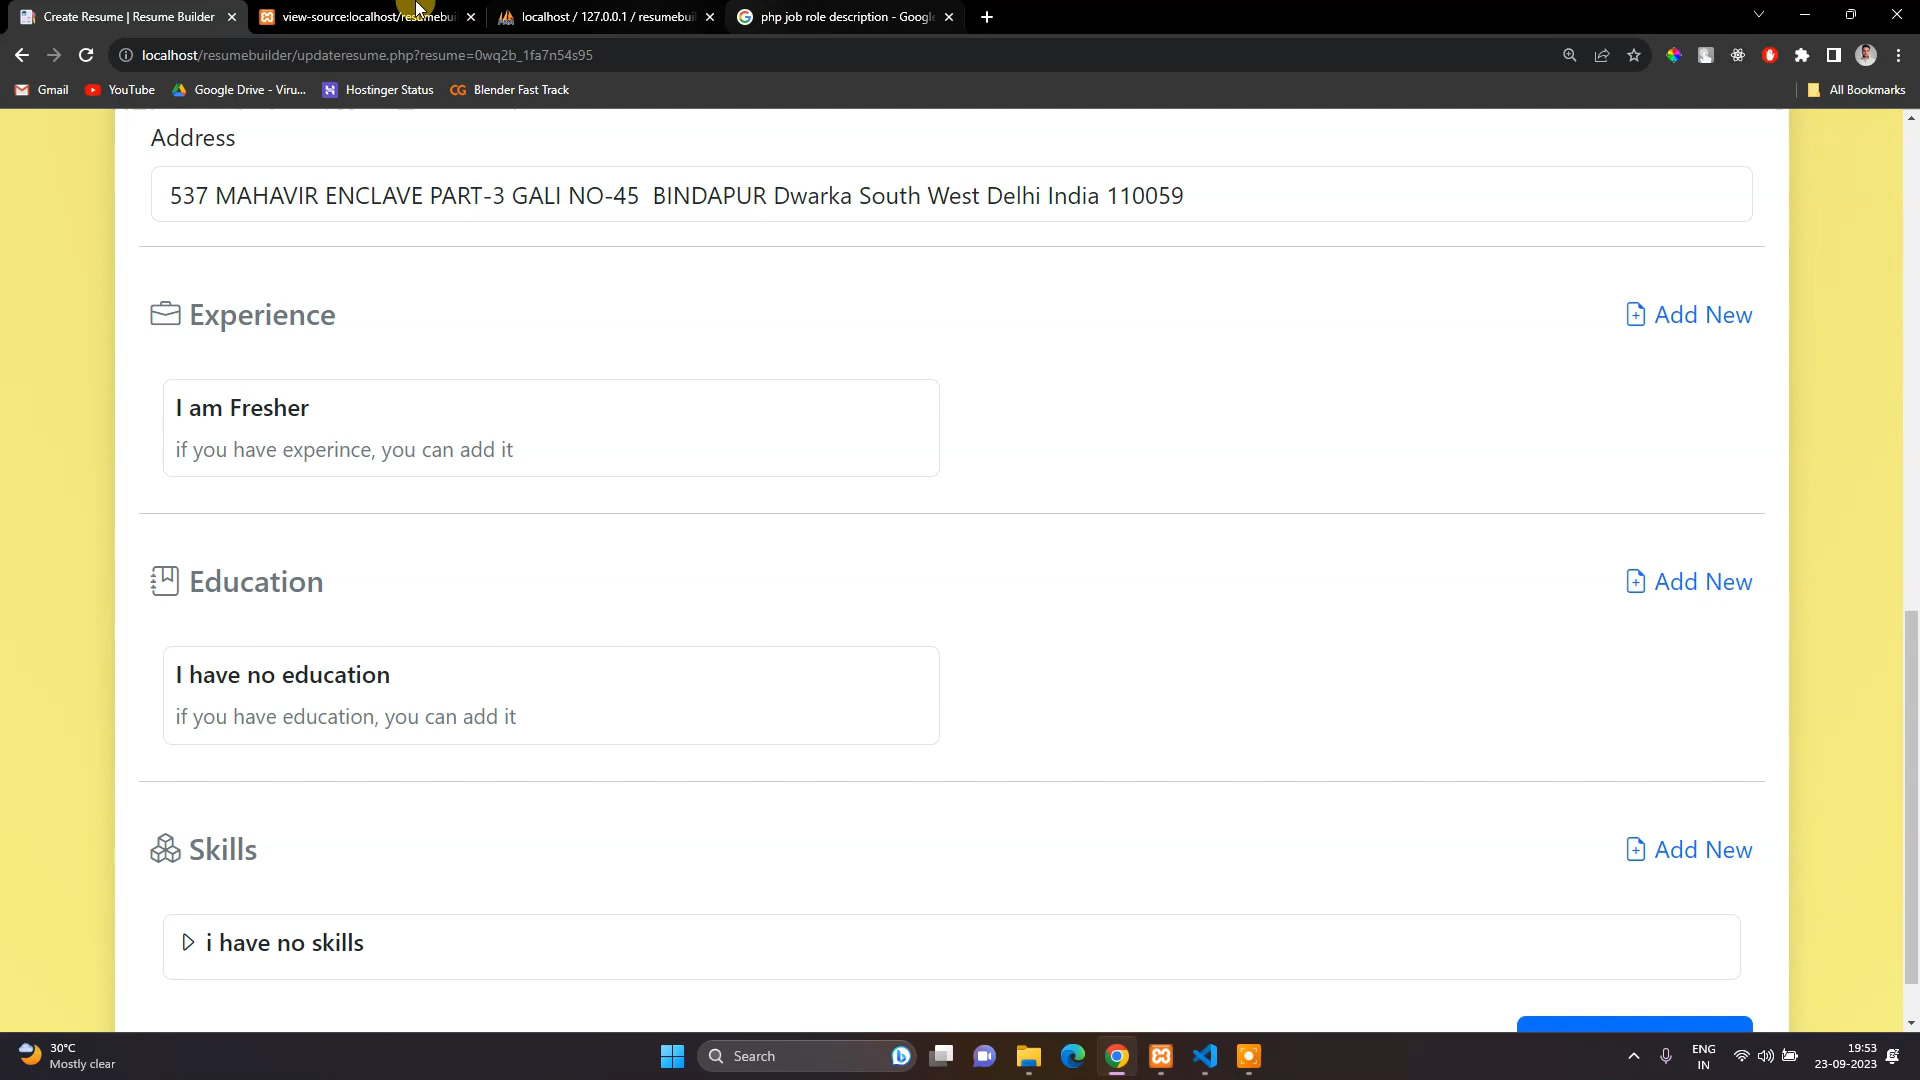 Create Resume | Resume Builder
view-source:localhost/resumebui
localhost / 127.0.0.1 / resumebui
php job role description - Google
localhost/resumebuilder/updateresume.php?resume=0wq2b_1fa7n54s95
Gmail
YouTube
Google Drive - Viru...
Hostinger Status
CG Blender Fast Track
All Bookmarks
Address
537 MAHAVIR ENCLAVE PART-3 GALI NO-45 BINDAPUR Dwarka South West Delhi India 110059
Experience
Add New
I am Fresher
if you have experince, you can add it
Education
Add New
I have no education
if you have education, you can add it
Skills
Add New
i have no skills
30°C
Mostly clear
Search
ENG
IN
19:53
23-09-2023